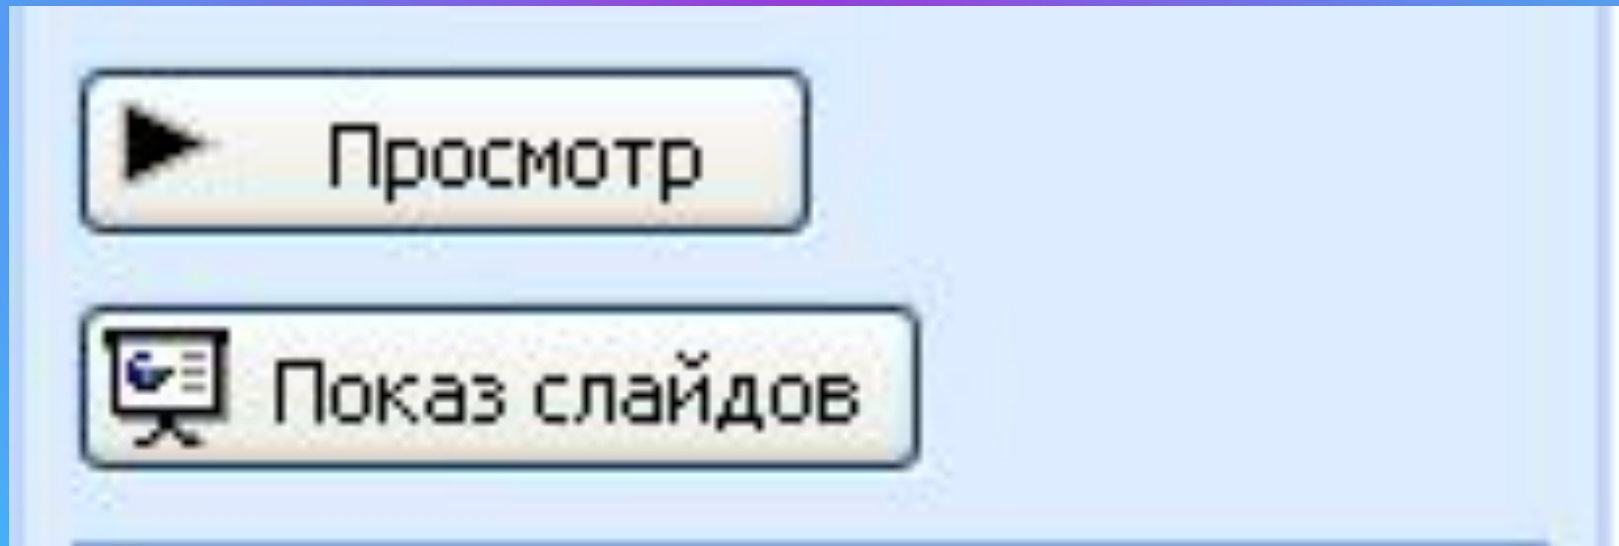 Просмотр
Показ слайдов